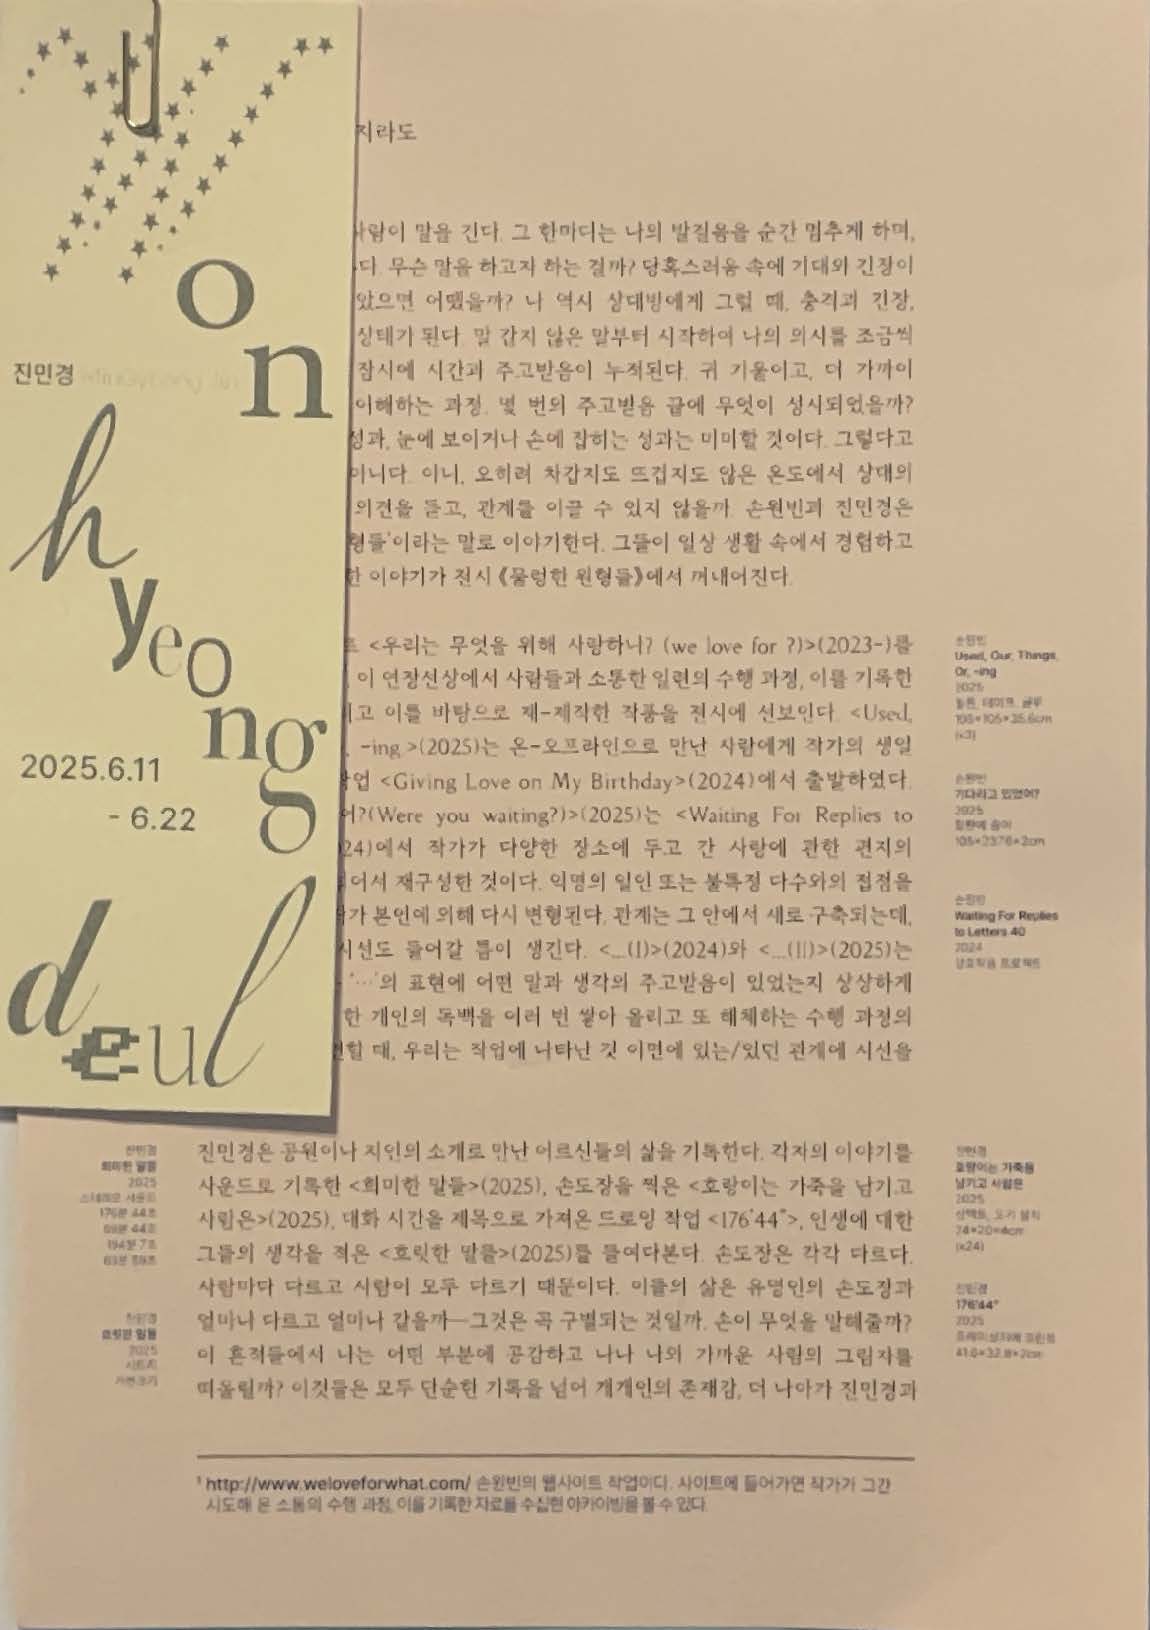 W
on
진민경
hyeong
2025.6.11
- 6.22
deul
지라도
사람이 말을 건다. 그 한마디는 나의 발걸음을 순간 멈추게 하며,
다. 무슨 말을 하고자 하는 걸까? 당혹스러움 속에 기대와 긴장이
았으면 어땠을까? 나 역시 상대방에게 그럴 때, 충격과 긴장,
상태가 된다. 말 같지 않은 말부터 시작하여 나의 의사를 조금씩
잠시에 시간과 주고받음이 누적된다. 귀 기울이고, 더 가까이
이해하는 과정. 몇 번의 주고받음 끝에 무엇이 성사되었을까?
성과, 눈에 보이거나 손에 잡히는 성과는 미미할 것이다. 그렇다고
아니다. 아니, 오히려 차갑지도 뜨겁지도 않은 온도에서 상대의
의견을 듣고, 관계를 이끌 수 있지 않을까. 손원빈과 진민경은
형들'이라는 말로 이야기한다. 그들이 일상 생활 속에서 경험하고
한 이야기가 전시 《물렁한 원형들》에서 꺼내어진다.
트 <우리는 무엇을 위해 사랑하나? (we love for ?)>(2023-)를
이 연장선상에서 사람들과 소통한 일련의 수행 과정, 이를 기록한
고 이를 바탕으로 재-제작한 작품을 전시에 선보인다. <Used,
, -ing >(2025)는 온-오프라인으로 만난 사람에게 작가의 생일
작업 <Giving Love on My Birthday>(2024)에서 출발하였다.
어?(Were you waiting?)>(2025)는 <Waiting For Replies to
24)에서 작가가 다양한 장소에 두고 간 사랑에 관한 편지의
어서 재구성한 것이다. 익명의 일인 또는 불특정 다수와의 접점을
가 본인에 의해 다시 변형된다. 관계는 그 안에서 새로 구축되는데,
시선도 들어갈 틈이 생긴다. <…(I)>(2024)와 <…(II)>(2025)는
'…'의 표현에 어떤 말과 생각의 주고받음이 있었는지 상상하게
한 개인의 독백을 여러 번 쌓아 올리고 또 해체하는 수행 과정의
할 때, 우리는 작업에 나타난 것 이면에 있는/있던 관계에 시선을
손원빈
Used, Our, Things,
Or, -ing
2025
105×105×35.6cm
(×3)
손원빈
기다리고 있었어?
2025
105×2376×2cm
손원빈
Waiting For Replies
to Letters 40
2024
상호작용 프로젝트
진민경은 공원이나 지인의 소개로 만난 어르신들의 삶을 기록한다. 각자의 이야기를
사운드로 기록한 <희미한 말들>(2025), 손도장을 찍은 <호랑이는 가죽을 남기고
사람은>(2025), 대화 시간을 제목으로 가져온 드로잉 작업 <176'44">, 인생에 대한
그들의 생각을 적은 <흐릿한 말들>(2025)를 들여다본다. 손도장은 각각 다르다.
사람마다 다르고 사람이 모두 다르기 때문이다. 이들의 삶은 유명인의 손도장과
얼마나 다르고 얼마나 같을까—그것은 꼭 구별되는 것일까. 손이 무엇을 말해줄까?
이 흔적들에서 나는 어떤 부분에 공감하고 나나 나와 가까운 사람의 그림자를
떠올릴까? 이것들은 모두 단순한 기록을 넘어 개개인의 존재감, 더 나아가 진민경과
진민경
희미한 말들
2025
스테레오 사운드
176분 44초
69분 44초
194분 7초
진민경
흐릿한 말들
2025
가변크기
진민경
호랑이는 가죽을
남기고 사람은
2025
74×20×4cm
(×24)
진민경
176'44"
2025
41.0×32.8×2cm
¹ http://www.weloveforwhat.com/ 손원빈의 웹사이트 작업이다. 사이트에 들어가면 작가가 그간
시도해 온 소통의 수행 과정, 이를 기록한 자료를 수집한 아카이빙을 볼 수 있다.